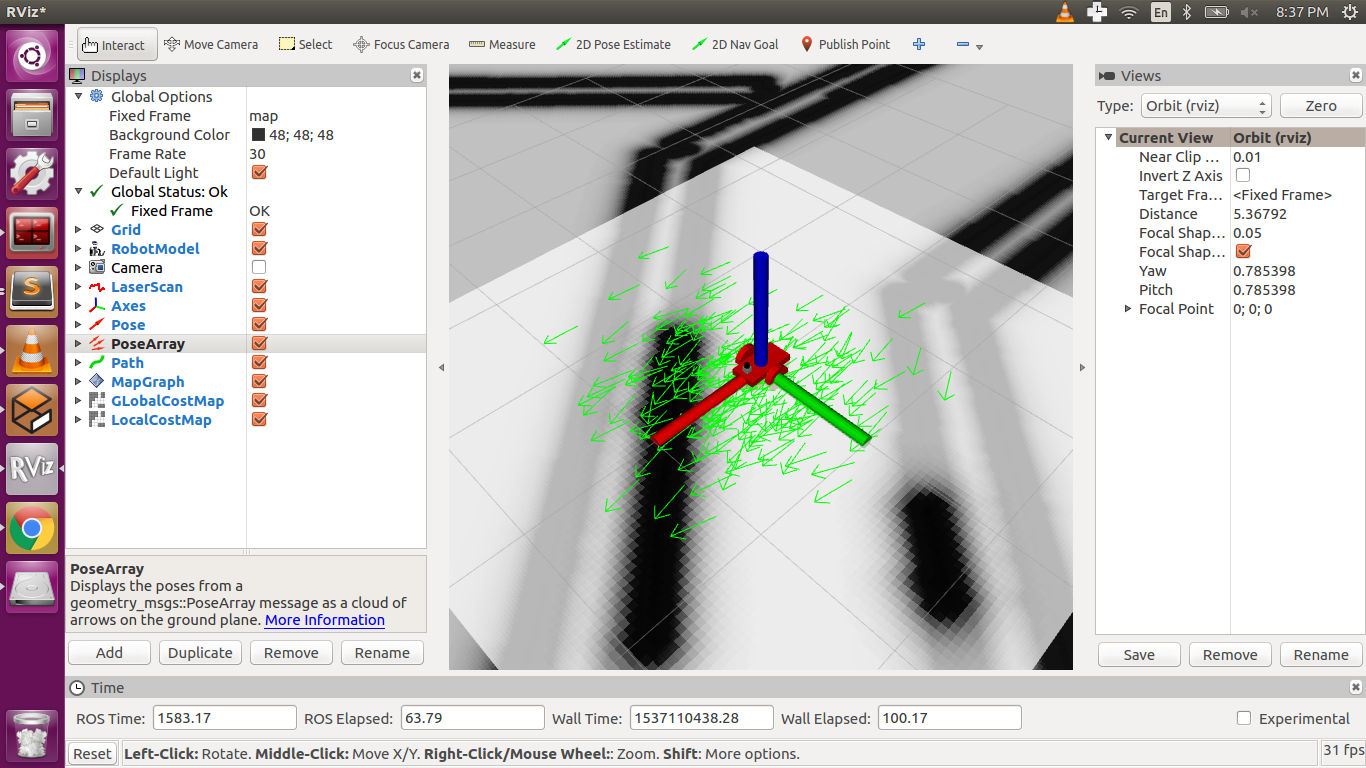 RViz*
En
8:37 PM
Interact
Move Camera
Select
Focus Camera
Measure
2D Pose Estimate
2D Nav Goal
Publish Point
Displays
Global Options
Fixed Frame map
Background Color 48; 48; 48
Frame Rate 30
Default Light
Global Status: Ok
Fixed Frame OK
Grid
RobotModel
Camera
LaserScan
Axes
Pose
PoseArray
Path
MapGraph
GLobalCostMap
LocalCostMap
PoseArray
Displays the poses from a
geometry_msgs::PoseArray message as a cloud of
arrows on the ground plane. More Information
Add
Duplicate
Remove
Rename
Views
Type: Orbit (rviz)
Zero
Current View Orbit (rviz)
Near Clip ... 0.01
Invert Z Axis
Target Fra... <Fixed Frame>
Distance 5.36792
Focal Shap... 0.05
Focal Shap...
Yaw 0.785398
Pitch 0.785398
Focal Point 0; 0; 0
Save
Remove
Rename
S
RViz
Time
ROS Time: 1583.17
ROS Elapsed: 63.79
Wall Time: 1537110438.28
Wall Elapsed: 100.17
Experimental
Reset
Left-Click: Rotate. Middle-Click: Move X/Y. Right-Click/Mouse Wheel:: Zoom. Shift: More options.
31 fps